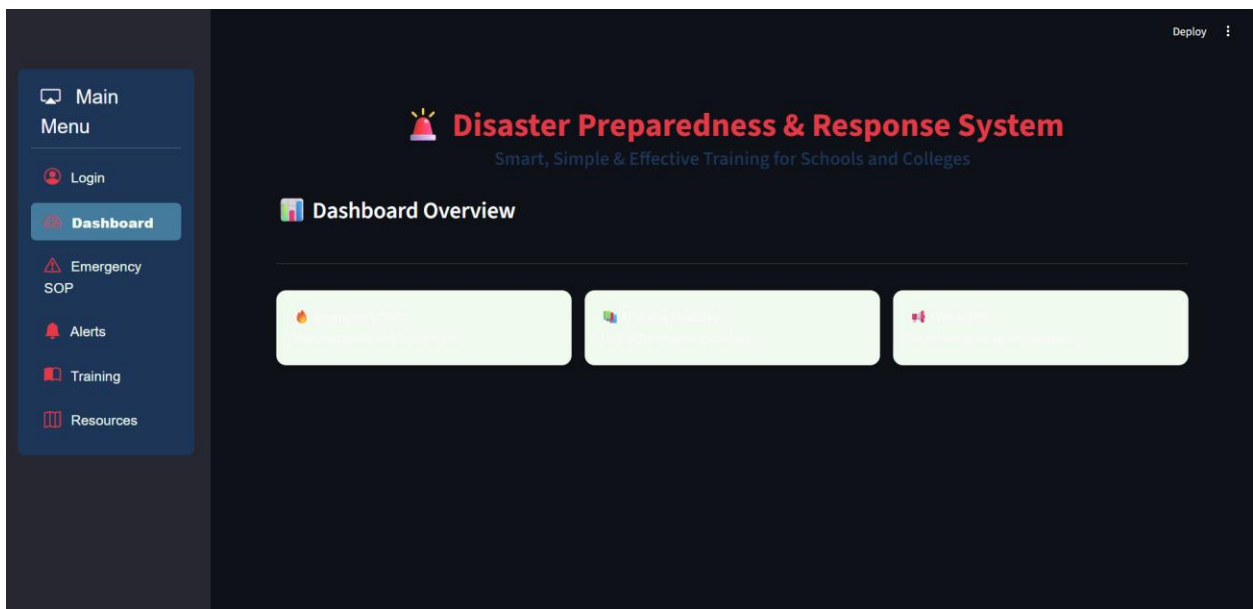 Deploy
Main
Menu
Login
Dashboard
Emergency
SOP
Alerts
Training
Resources
Disaster Preparedness & Response System
Smart, Simple & Effective Training for Schools and Colleges
Dashboard Overview